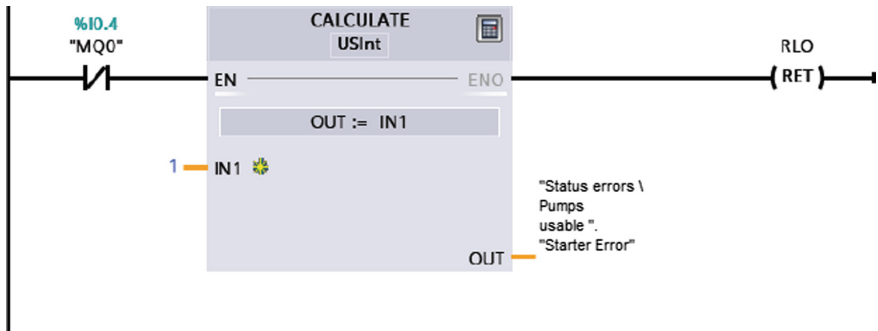 %I0.4
"MQ0"
CALCULATE
USInt
RLO
EN
ENO
RET
OUT := IN1
1
IN1
"Status errors \
Pumps
usable ".
"Starter Error"
OUT